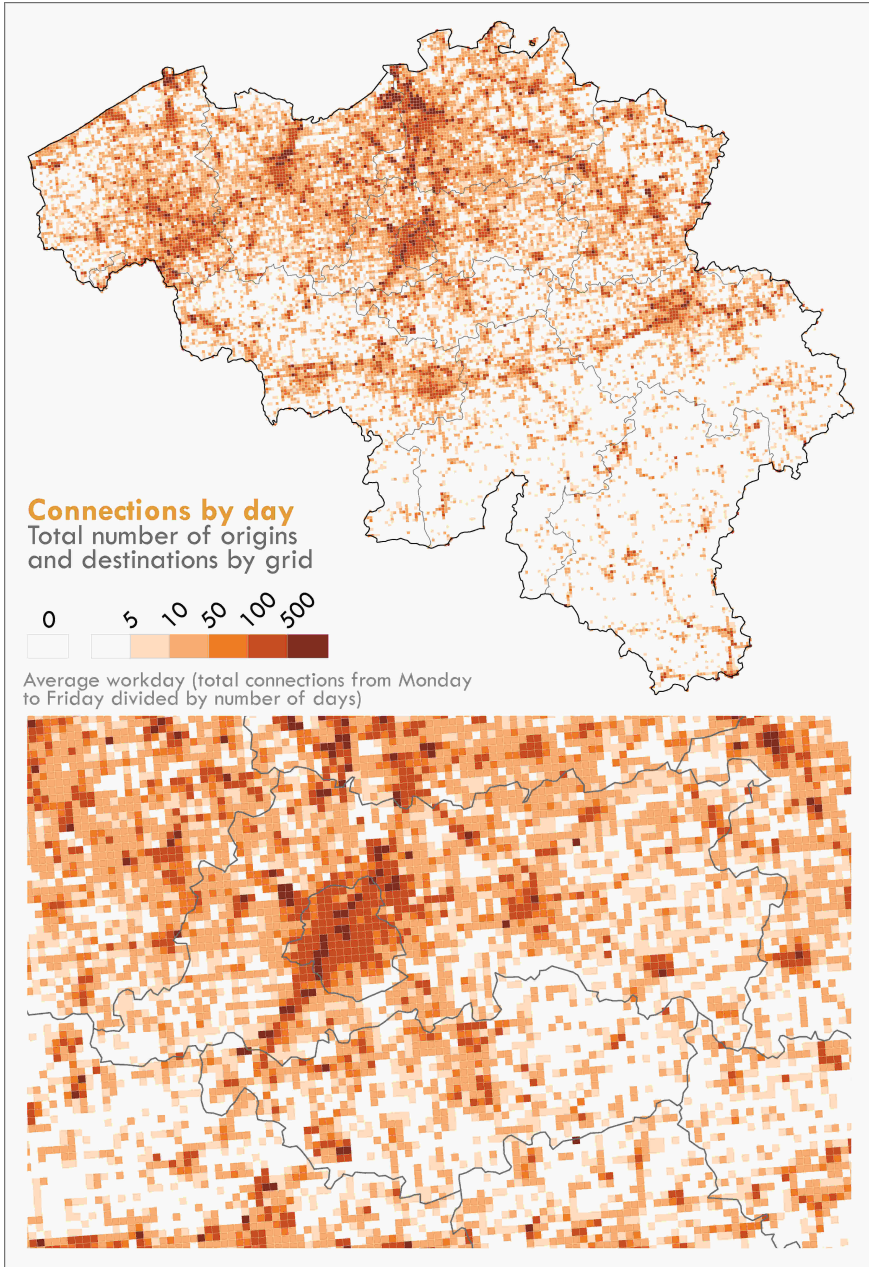 Connections by day
Total number of origins
and destinations by grid
0 5 10 50 100 500
Average workday (total connections from Monday
to Friday divided by number of days)